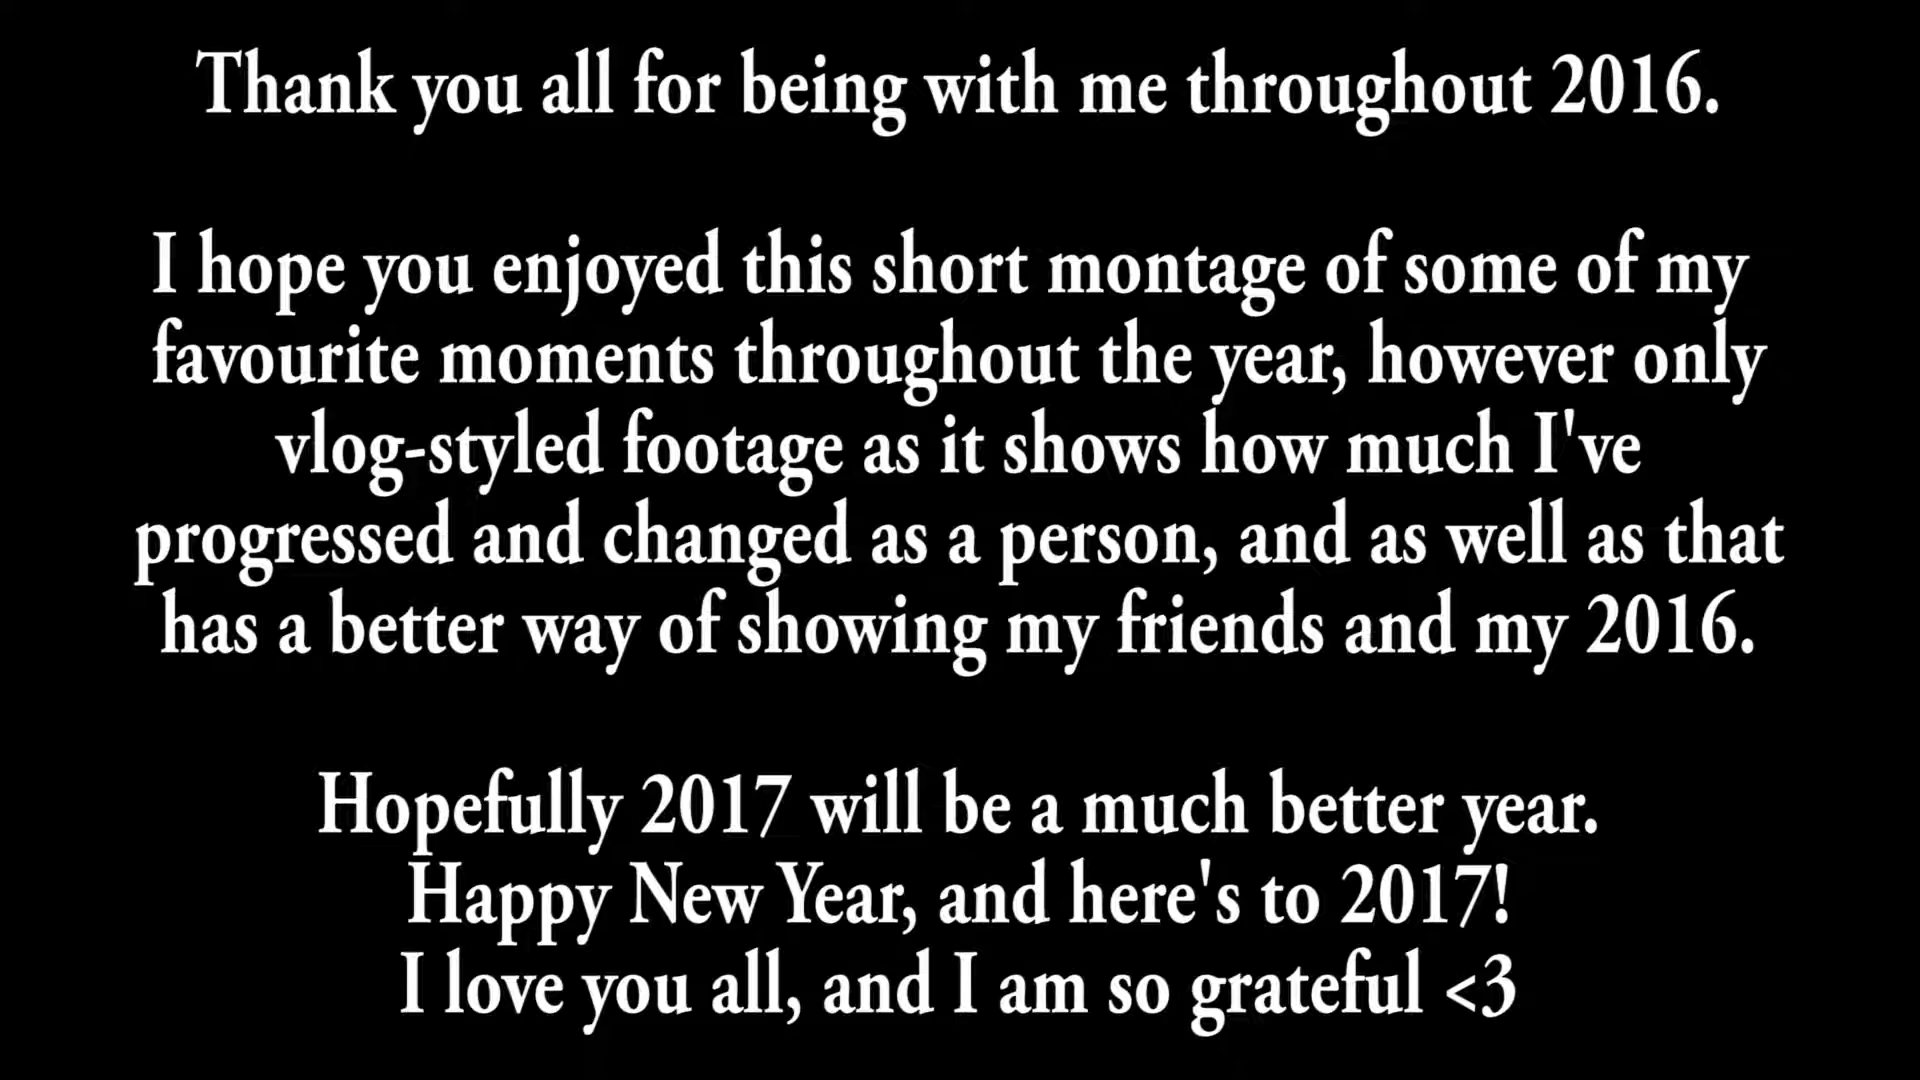 Thank you all for being with me throughout 2016.
I hope you enjoyed this short montage of some of my
favourite moments throughout the year, however only
vlog-styled footage as it shows how much I've
progressed and changed as a person, and as well as that
has a better way of showing my friends and my 2016.
Hopefully 2017 will be a much better year.
Happy New Year, and here's to 2017!
I love you all, and I am so grateful <3